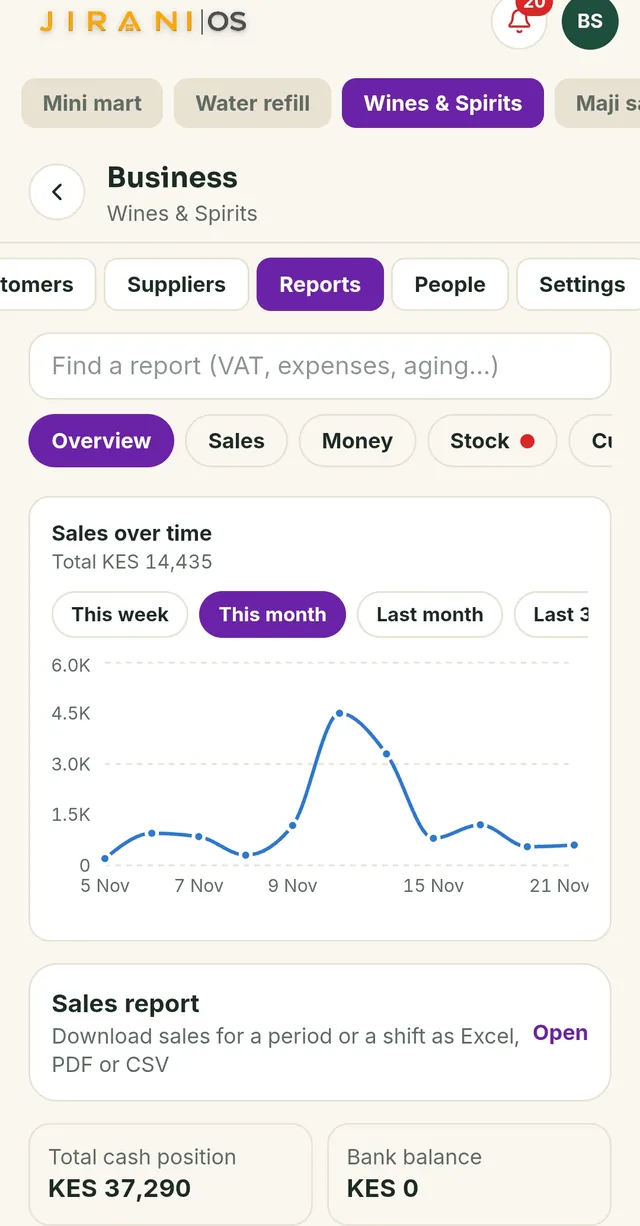 JIRANI|OS
20
BS
Mini mart
Water refill
Wines & Spirits
Maji
Business
Wines & Spirits
tomers
Suppliers
Reports
People
Settings
Find a report (VAT, expenses, aging...)
Overview
Sales
Money
Stock
Sales over time
Total KES 14,435
This week
This month
Last month
Last 3
6.0K
4.5K
3.0K
1.5K
0
5 Nov
7 Nov
9 Nov
15 Nov
21 Nov
Sales report
Download sales for a period or a shift as Excel,
PDF or CSV
Open
Total cash position
KES 37,290
Bank balance
KES 0